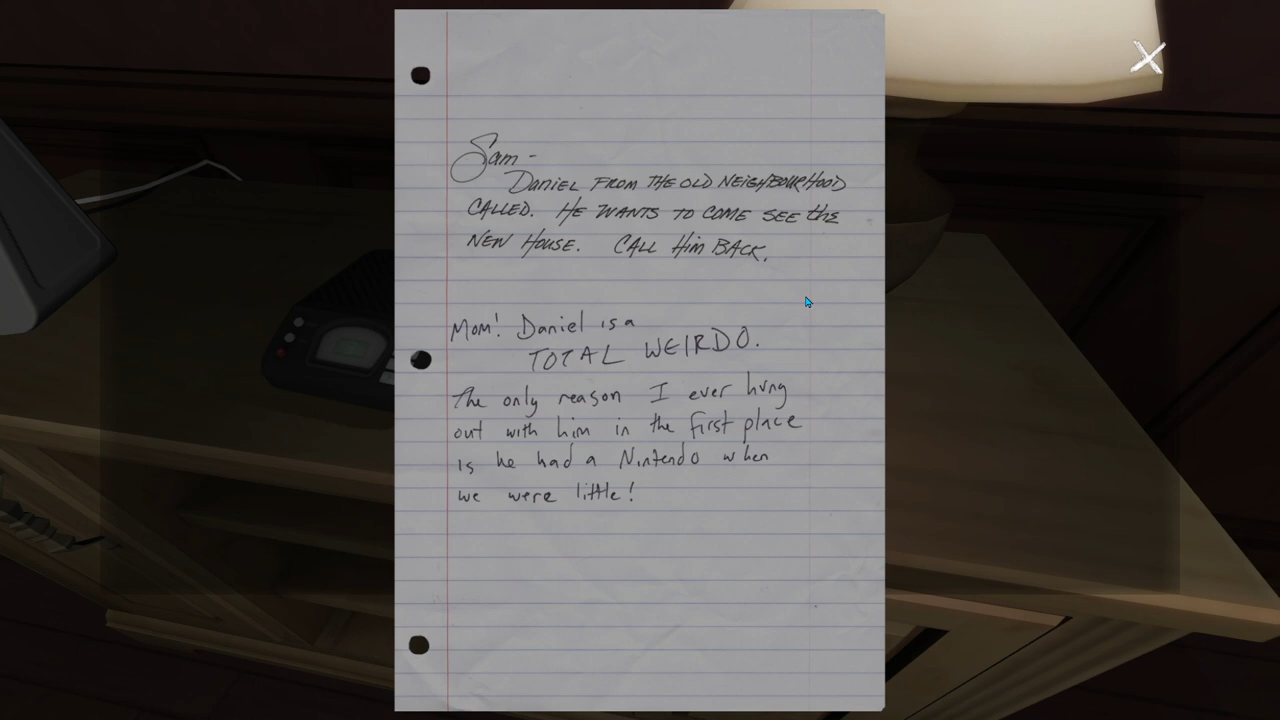 Sam-
DANIEL FROM THE OLD NEIGHBOURHOOD
CALLED. HE WANTS TO COME SEE the
NEW HOUSE. CALL HIM BACK.
Mom! Daniel is a
TOTAL WEIRDO.
The only reason I ever hung
out with him in the first place
is he had a Nintendo when
we were little!